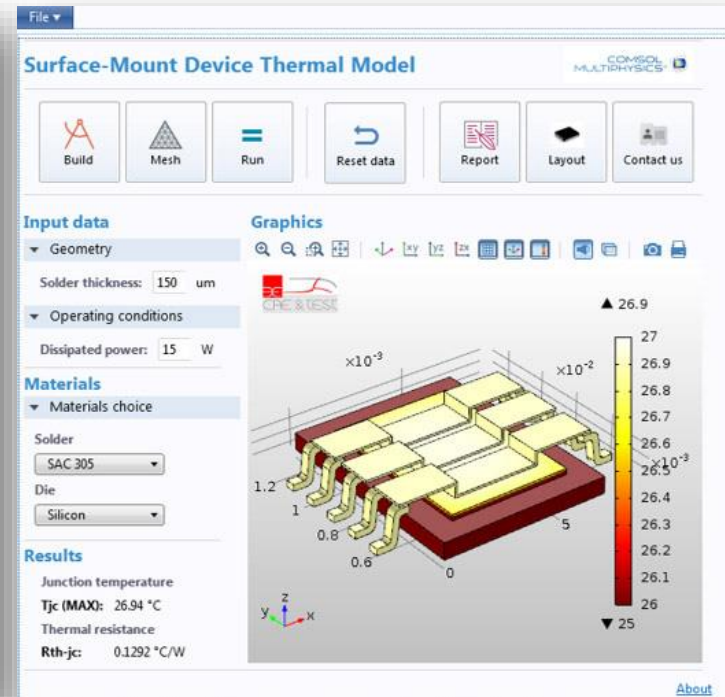 File
Surface-Mount Device Thermal Model
COMSOL
MULTIPHYSICS
Build
Mesh
Run
Reset data
Report
Layout
Contact us
Input data
Graphics
Geometry
xy yz zx
Solder thickness: 150 um
CAE & TEST
Operating conditions
Dissipated power: 15 W
Materials
Materials choice
Solder
SAC 305
Die
Silicon
Results
Junction temperature
Tjc (MAX): 26.94 °C
Thermal resistance
Rth-jc: 0.1292 °C/W
▲ 26.9
27
26.9
26.8
26.7
26.6
26.5
26.4
26.3
26.2
26.1
26
▼ 25
×10⁻³
×10⁻²
×10⁻³
1.2
1
0.8
0.6
0
5
z
y
x
About